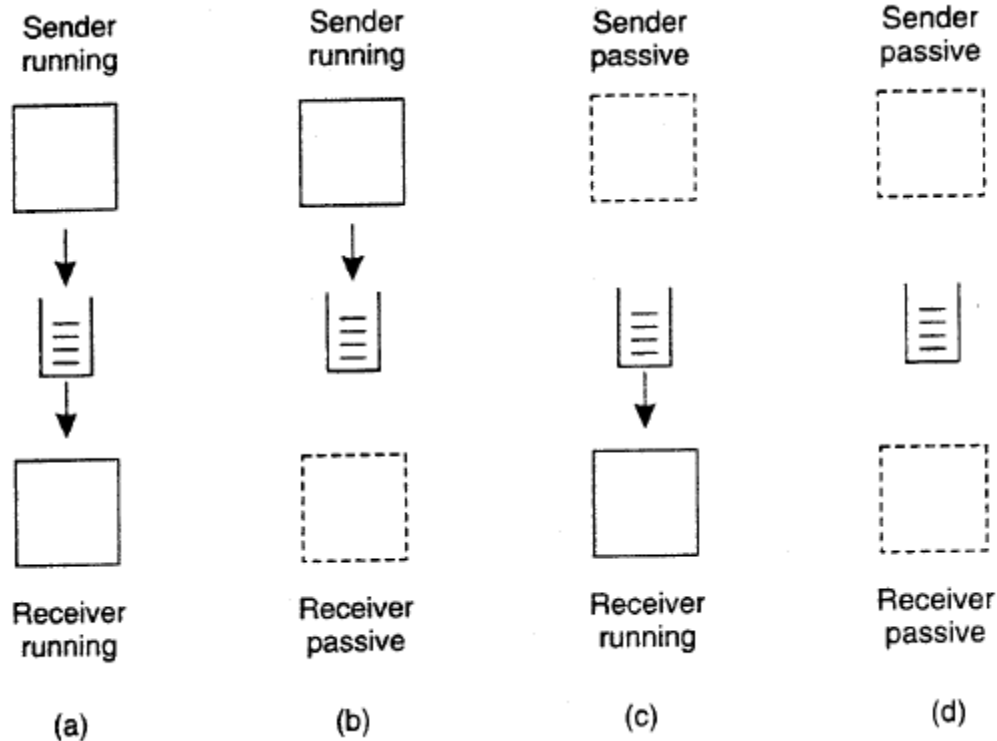 Sender
running
Sender
running
Sender
passive
Sender
passive
Receiver
running
Receiver
passive
Receiver
running
Receiver
passive
(a)
(b)
(c)
(d)